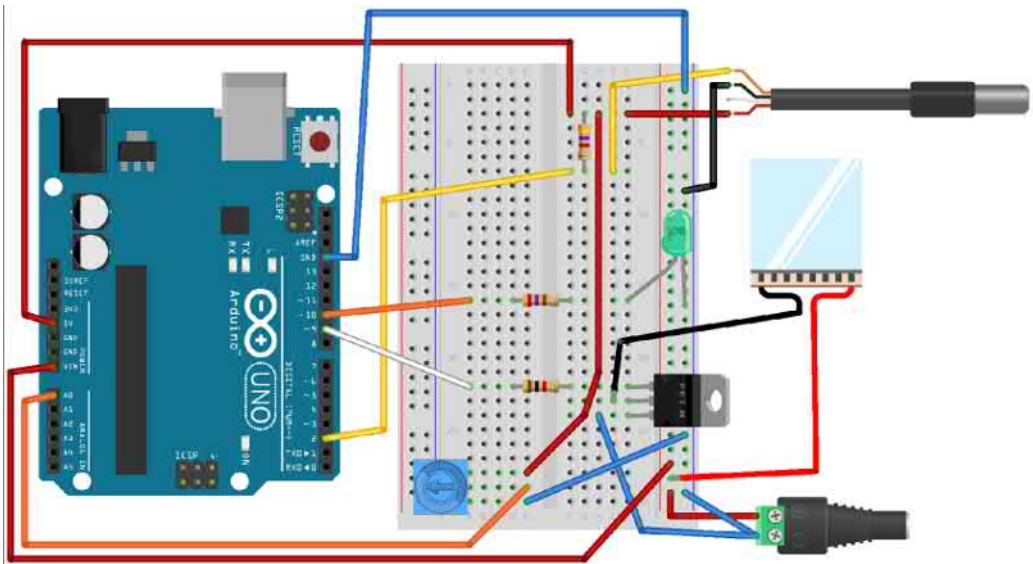 RESET
ICSP2
AREF
GND
13
12
~11
~10
~9
8
7
~6
~5
4
~3
2
TX▶1
RX◀0
DIGITAL (PWM~)
TX
RX
L
Arduino™
UNO
ON
ICSP
IOREF
RESET
3V3
5V
GND
GND
VIN
POWER
A0
A1
A2
A3
A4
A5
ANALOG IN